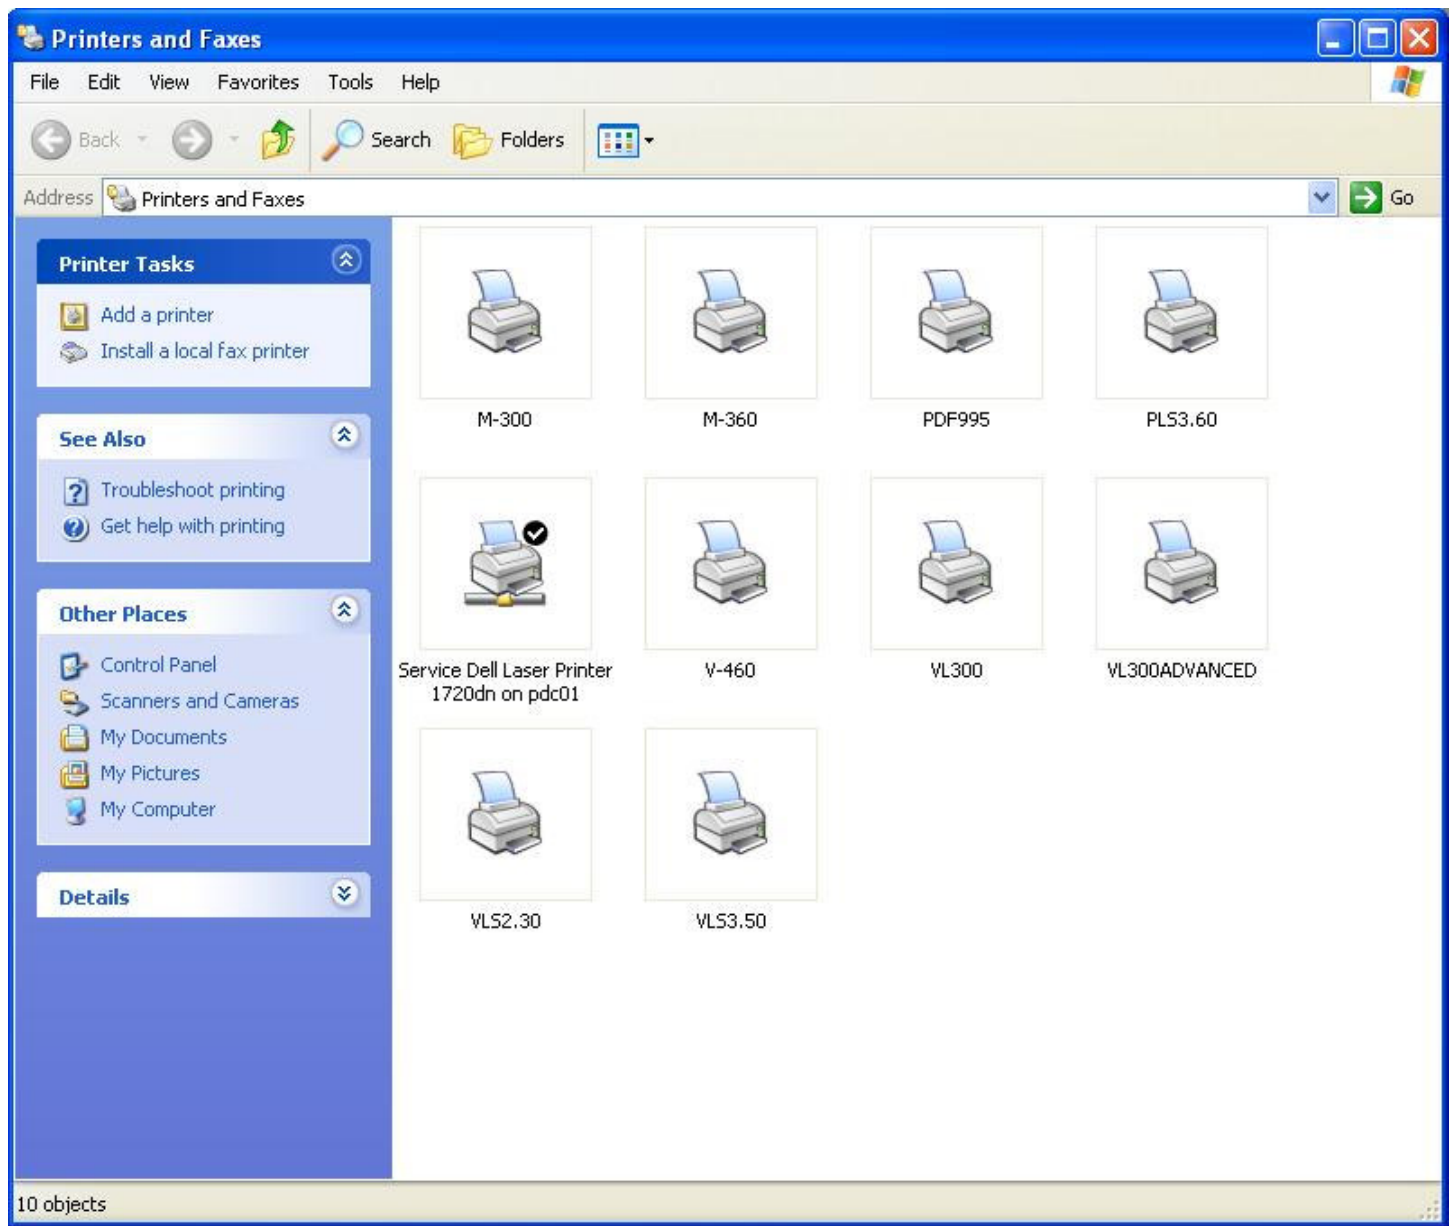 Printers and Faxes
File Edit View Favorites Tools Help
Back Search Folders
Address Printers and Faxes Go
Printer Tasks
Add a printer
Install a local fax printer
See Also
Troubleshoot printing
Get help with printing
Other Places
Control Panel
Scanners and Cameras
My Documents
My Pictures
My Computer
Details
M-300 M-360 PDF995 PLS3.60
Service Dell Laser Printer
1720dn on pdc01
V-460 VL300 VL300ADVANCED
VLS2.30 VLS3.50
10 objects